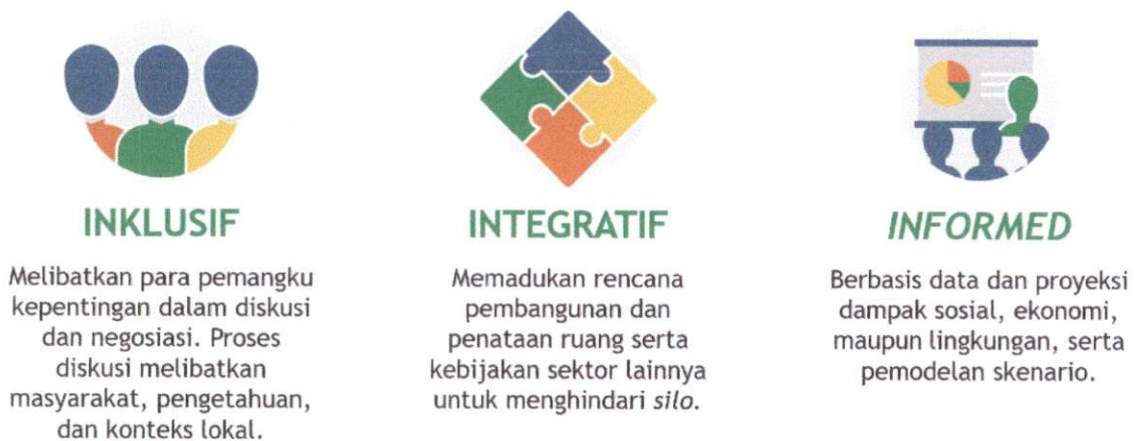 INKLUSIF
Melibatkan para pemangku
kepentingan dalam diskusi
dan negosiasi. Proses
diskusi melibatkan
masyarakat, pengetahuan,
dan konteks lokal.
INTEGRATIF
Memadukan rencana
pembangunan dan
penataan ruang serta
kebijakan sektor lainnya
untuk menghindari silo.
INFORMED
Berbasis data dan proyeksi
dampak sosial, ekonomi,
maupun lingkungan, serta
pemodelan skenario.